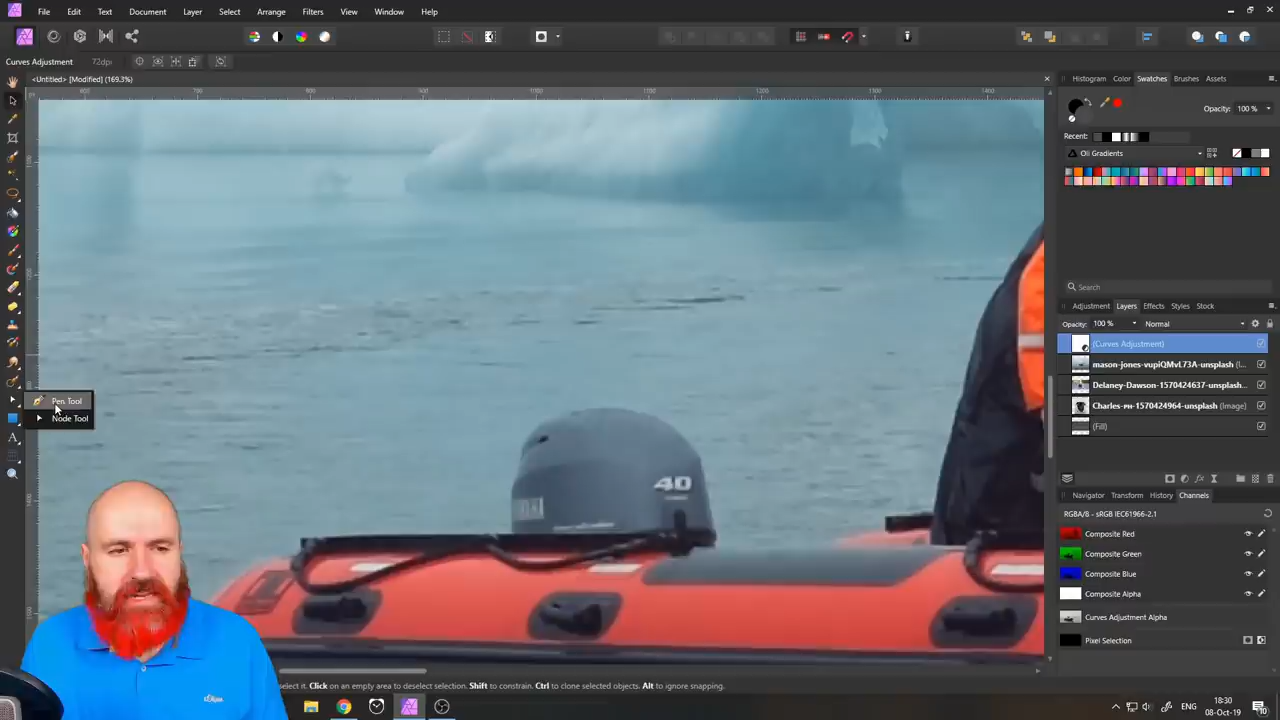 File Edit Text Document Layer Select Arrange Filters View Window Help
Curves Adjustment 72dpi
<Untitled> [Modified] (169.3%)
Histogram Color Swatches Brushes Assets
Opacity: 100 %
Recent:
Oil Gradients
Search
Adjustment Layers Effects Styles Stock
Opacity: 100 % Normal
(Curves Adjustment)
mason-jones-vupiQMvL73A-unsplash (I...
Delaney-Dawson-1570424637-unsplash...
Pen Tool
Charles-PH-1570424964-unsplash (Image)
Node Tool
(Fill)
40
Navigator Transform History Channels
RGBA/8 - sRGB IEC61966-2.1
Composite Red
Composite Green
Composite Blue
Composite Alpha
Curves Adjustment Alpha
Pixel Selection
select it. Click on an empty area to deselect selection. Shift to constrain. Ctrl to clone selected objects. Alt to ignore snapping.
ENG
18:30
08-Oct-19